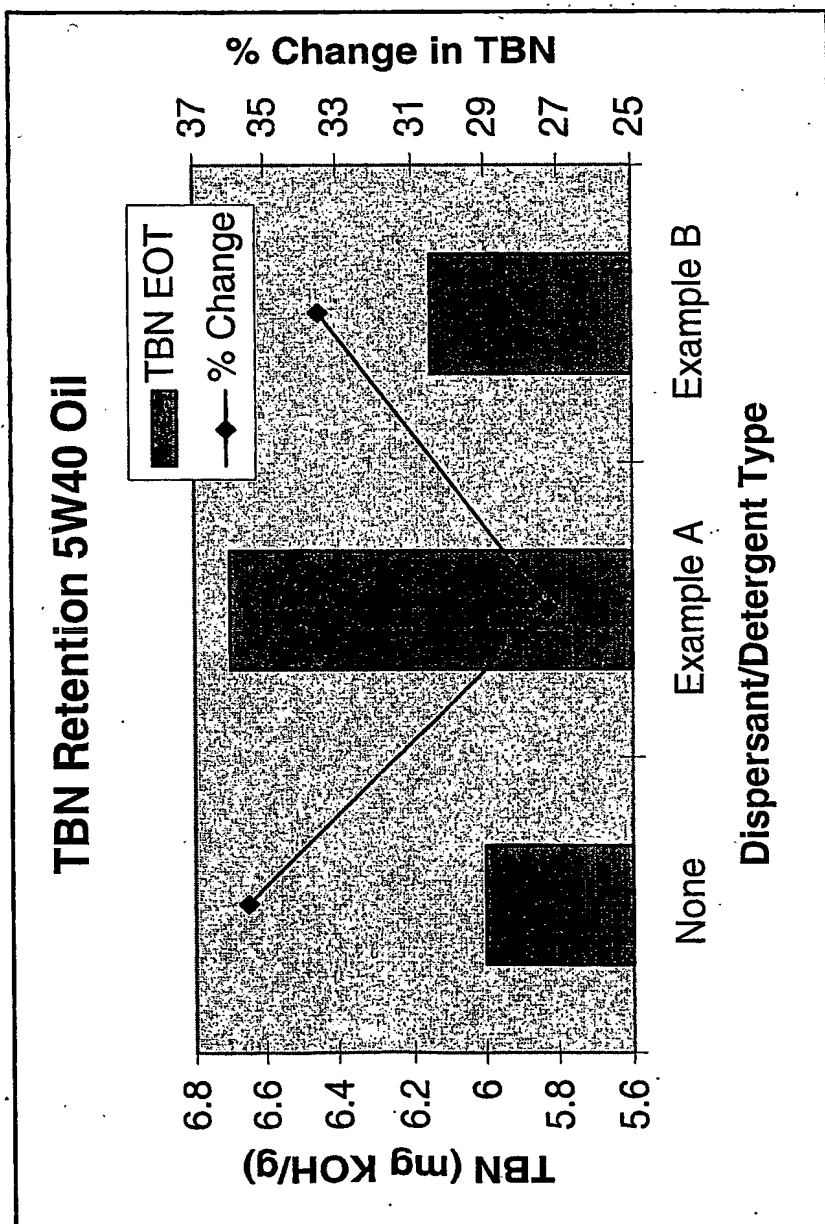 TBN Retention 5W40 Oil
TBN EOT
% Change
TBN (mg KOH/g)
6.8
6.6
6.4
6.2
6
5.8
5.6
% Change in TBN
37
35
33
31
29
27
25
None
Example A
Example B
Dispersant/Detergent Type